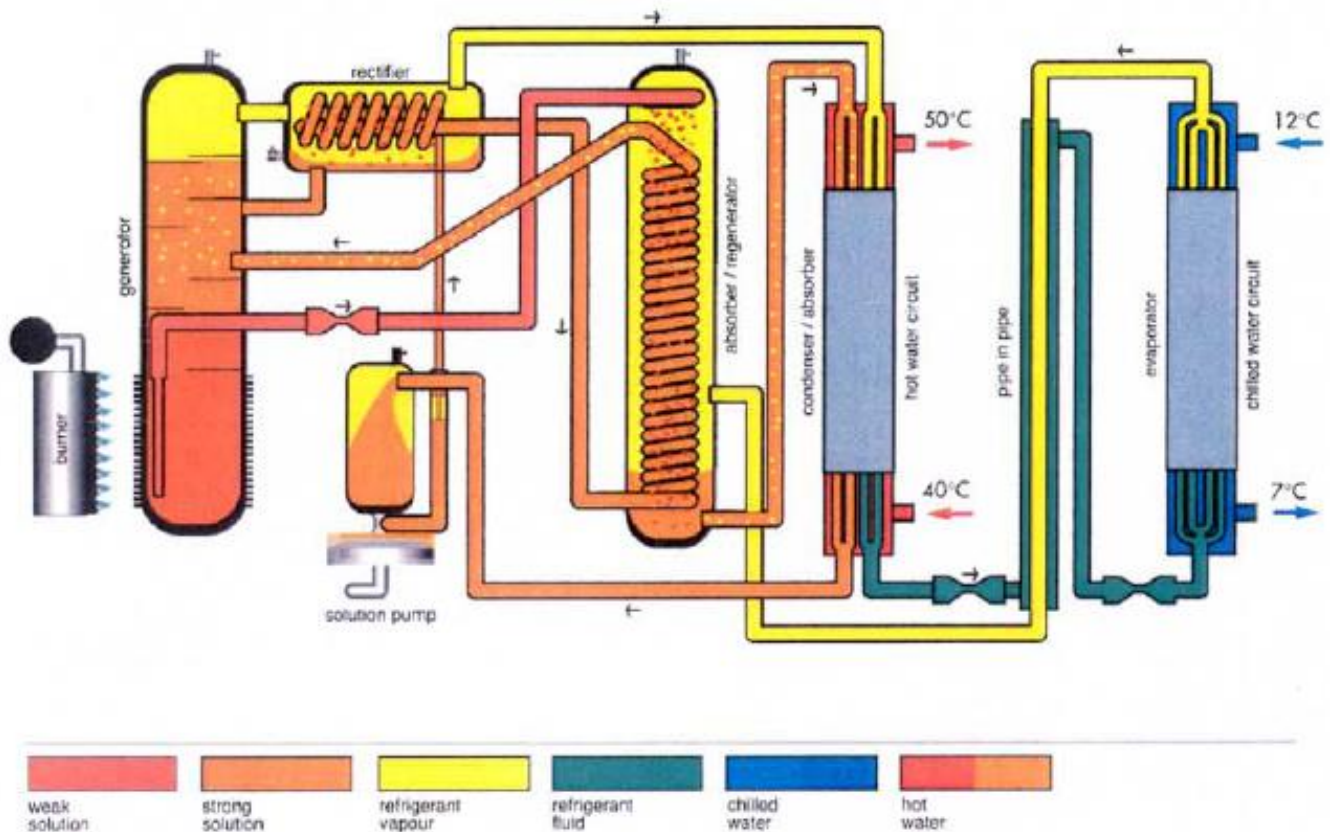 rectifier
generator
burner
solution pump
absorber / regenerator
condenser / absorber
hot water circuit
50°C
40°C
pipe in pipe
evaporator
chilled water circuit
12°C
7°C
weak
solution
strong
solution
refrigerant
vapour
refrigerant
fluid
chilled
water
hot
water